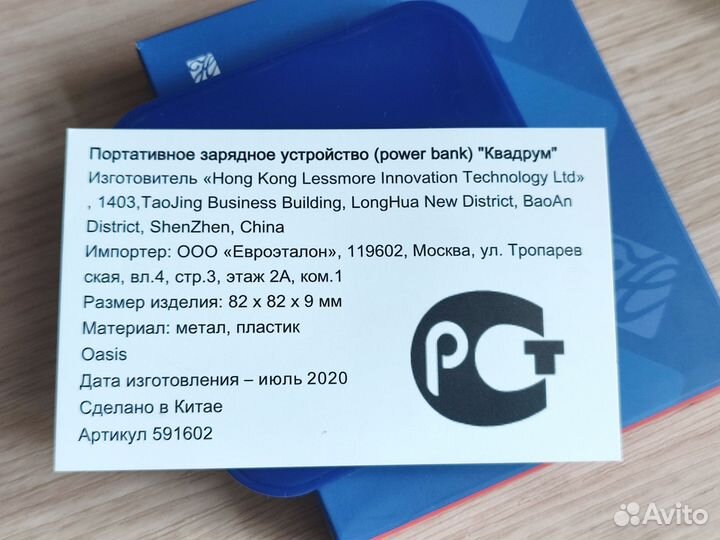 Портативное зарядное устройство (power bank) "Квадрум"
Изготовитель «Hong Kong Lessmore Innovation Technology Ltd»
, 1403,TaoJing Business Building, LongHua New District, BaoAn
District, ShenZhen, China
Импортер: ООО «Евроэталон», 119602, Москва, ул. Тропарев
ская, вл.4, стр.3, этаж 2А, ком.1
Размер изделия: 82 x 82 x 9 мм
Материал: метал, пластик
Oasis
Дата изготовления – июль 2020
Сделано в Китае
Артикул 591602
РСТ
Avito